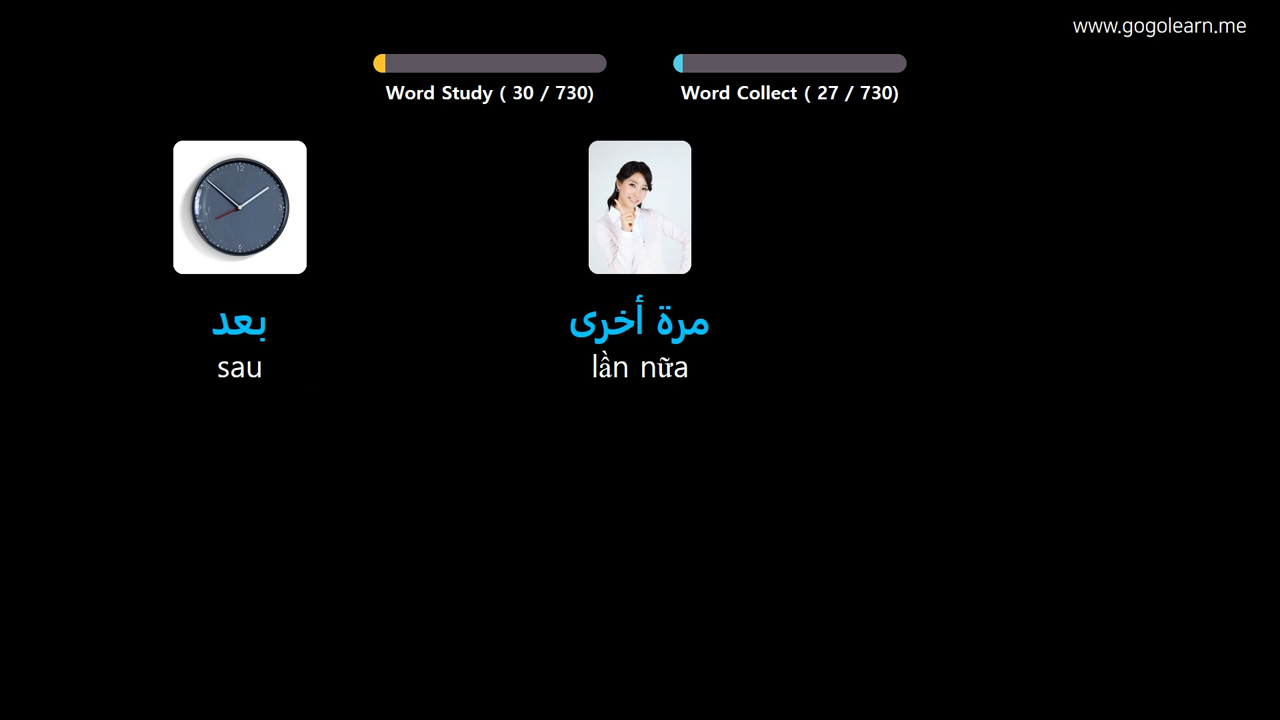 www.gogolearn.me
Word Study ( 30 / 730)
Word Collect ( 27 / 730)
بعد
sau
مرة أخرى
lần nữa